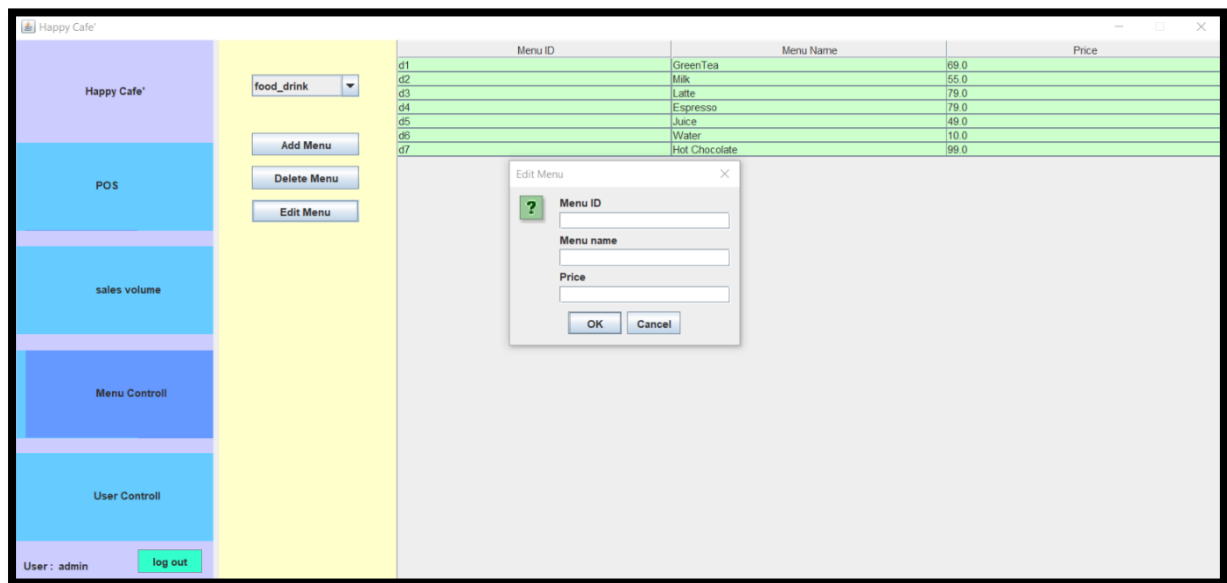 Happy Cafe'
Happy Cafe'
POS
sales volume
Menu Controll
User Controll
User : admin
log out
food_drink
Add Menu
Delete Menu
Edit Menu
Menu ID Menu Name Price
d1 GreenTea 69.0
d2 Milk 55.0
d3 Latte 79.0
d4 Espresso 79.0
d5 Juice 49.0
d6 Water 10.0
d7 Hot Chocolate 99.0
Edit Menu
?
Menu ID
Menu name
Price
OK Cancel